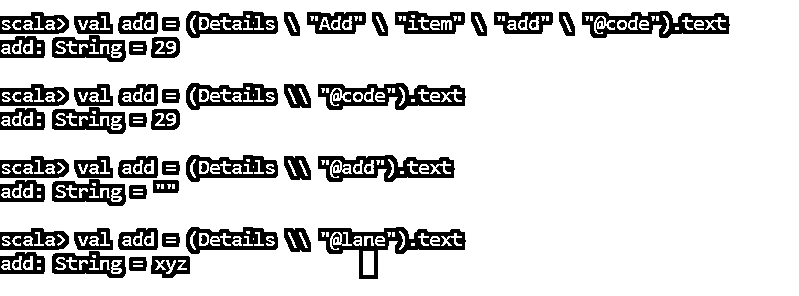 scala> val add = (Details \ "Add" \ "item" \ "add" \ "@code").text
add: String = 29
scala> val add = (Details \\ "@code").text
add: String = 29
scala> val add = (Details \\ "@add").text
add: String = ""
scala> val add = (Details \\ "@lane").text
add: String = xyz